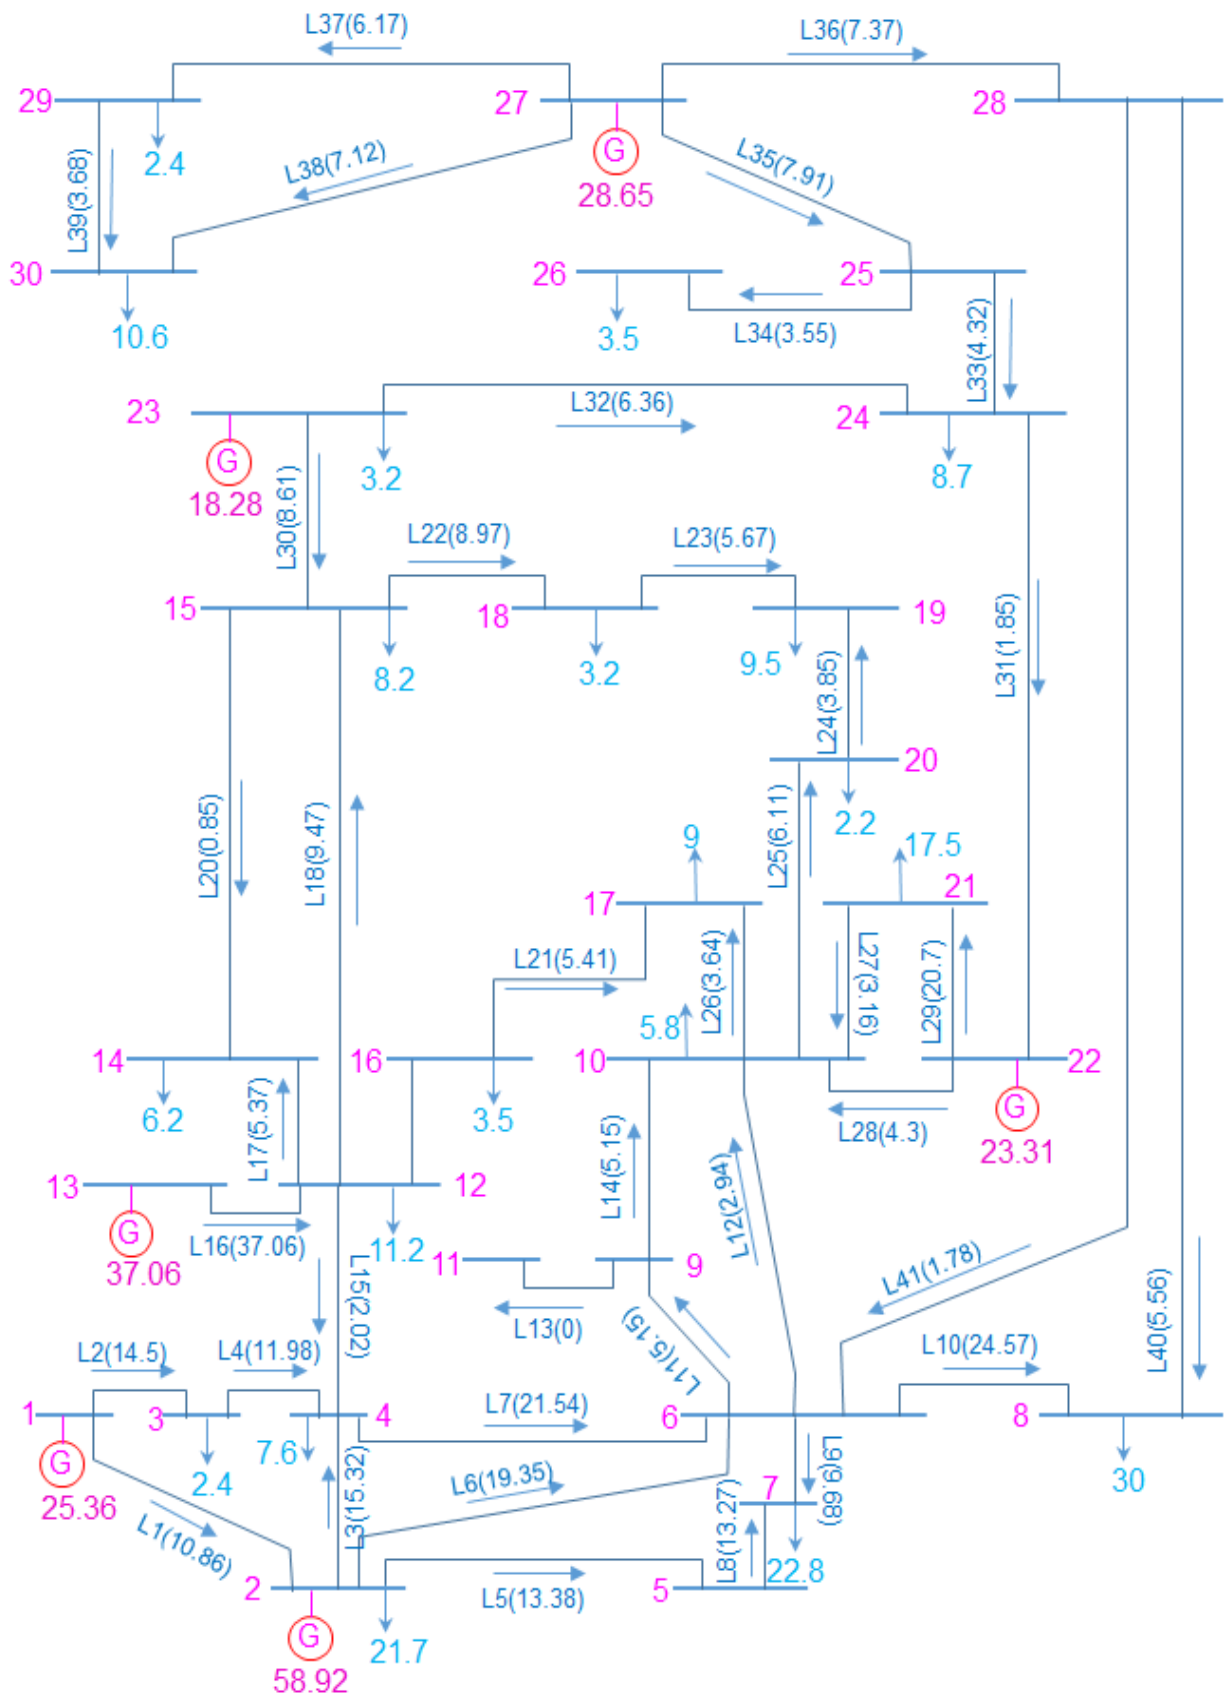 L37(6.17)
L36(7.37)
29
27
28
G
2.4
28.65
L38(7.12)
L35(7.91)
L39(3.68)
30
26
25
10.6
3.5
L34(3.55)
L33(4.32)
23
L32(6.36)
24
G
3.2
8.7
18.28
L30(8.61)
L22(8.97)
L23(5.67)
15
18
19
8.2
3.2
9.5
L31(1.85)
L24(3.85)
20
2.2
L20(0.85)
L18(9.47)
L25(6.11)
9
17.5
21
17
L21(5.41)
L26(3.64)
L27(3.16)
L29(20.7)
5.8
14
16
10
22
6.2
L17(5.37)
3.5
G
L28(4.3)
23.31
L14(5.15)
L12(2.94)
13
12
G
L16(37.06)
37.06
11.2
11
9
L15(2.02)
L13(0)
L11(5.15)
L41(1.78)
L40(5.56)
L2(14.5)
L4(11.98)
L10(24.57)
1
3
4
L7(21.54)
6
8
G
25.36
2.4
7.6
30
L3(15.32)
L6(19.35)
L9(9.68)
7
L1(10.86)
L8(13.27)
22.8
2
L5(13.38)
5
G
21.7
58.92